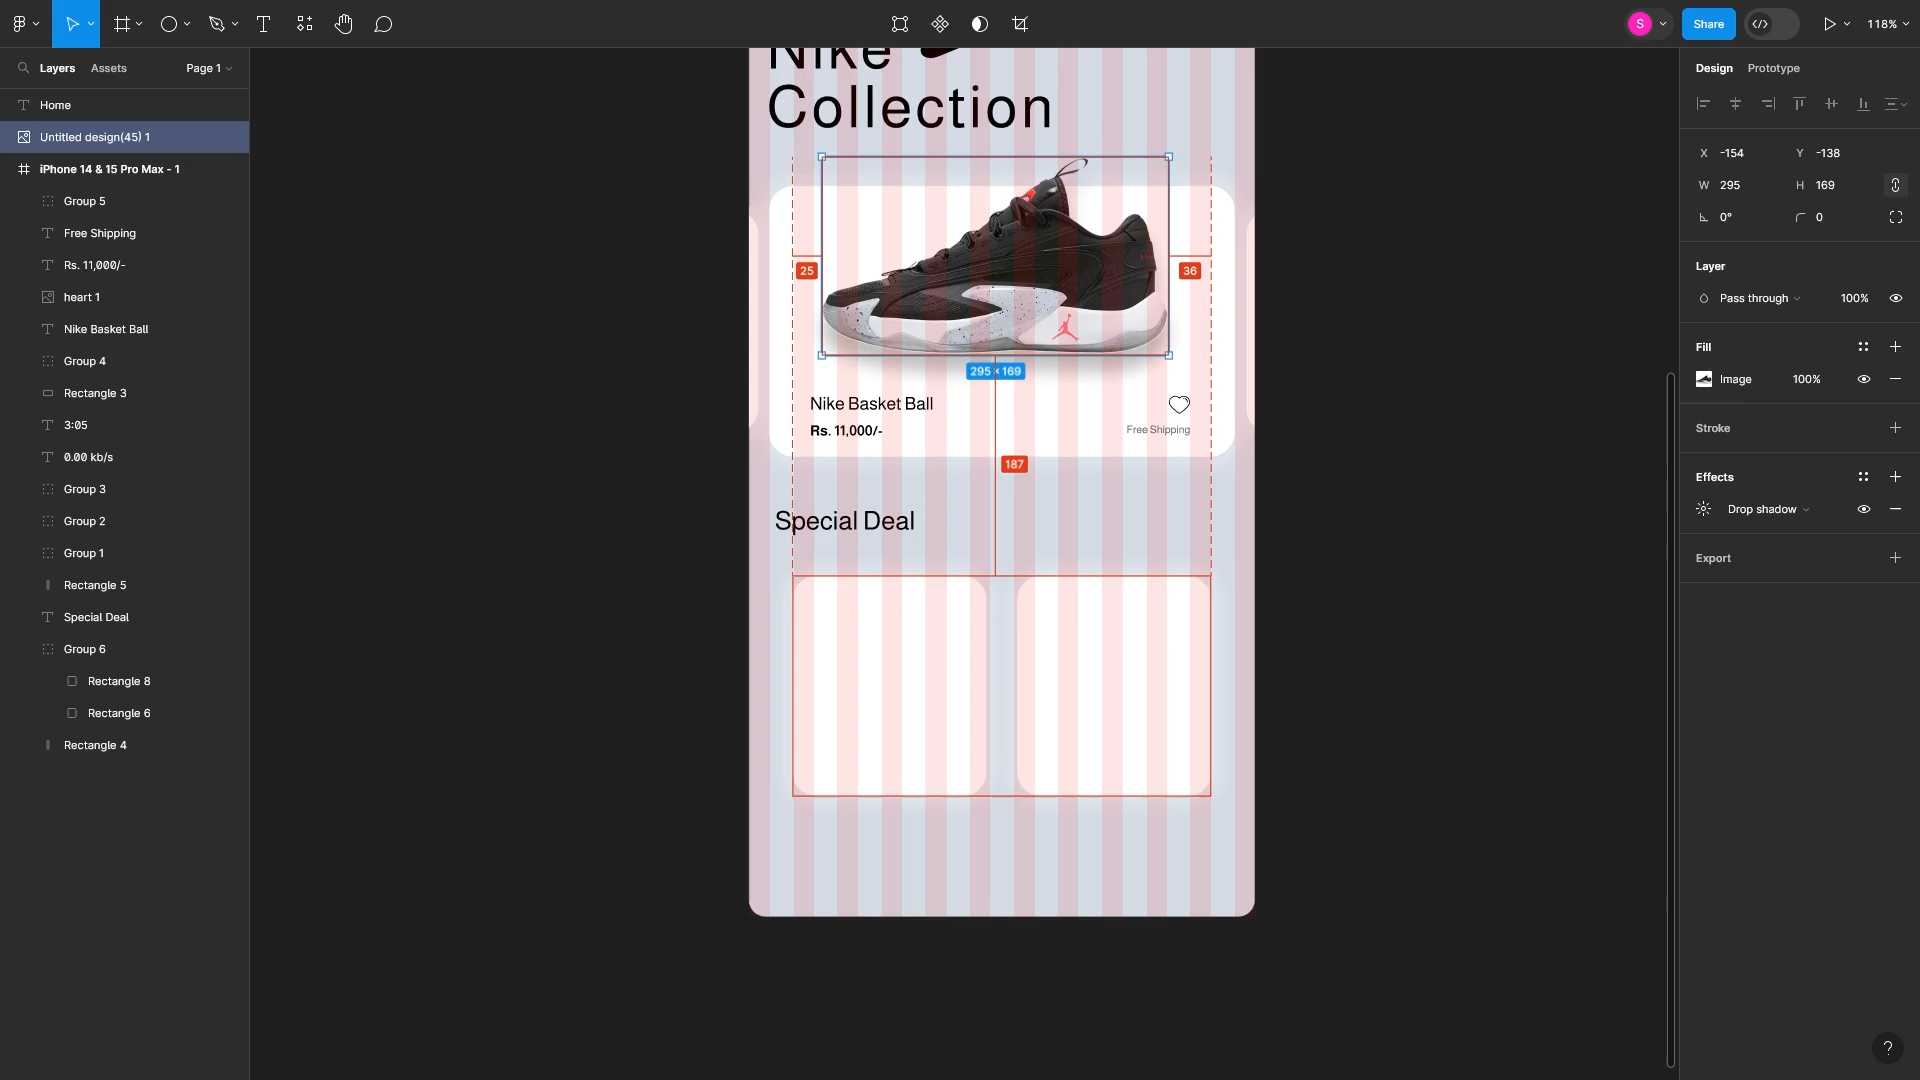 S
Share
118%
Layers
Assets
Page 1
Home
Untitled design(45) 1
iPhone 14 & 15 Pro Max - 1
Group 5
Free Shipping
Rs. 11,000/-
heart 1
Nike Basket Ball
Group 4
Rectangle 3
3:05
0.00 kb/s
Group 3
Group 2
Group 1
Rectangle 5
Special Deal
Group 6
Rectangle 8
Rectangle 6
Rectangle 4
Nike
Collection
25
36
295 × 169
Nike Basket Ball
Rs. 11,000/-
Free Shipping
187
Special Deal
Design
Prototype
X -154
Y -138
W 295
H 169
0°
0
Layer
Pass through
100%
Fill
Image
100%
Stroke
Effects
Drop shadow
Export
?